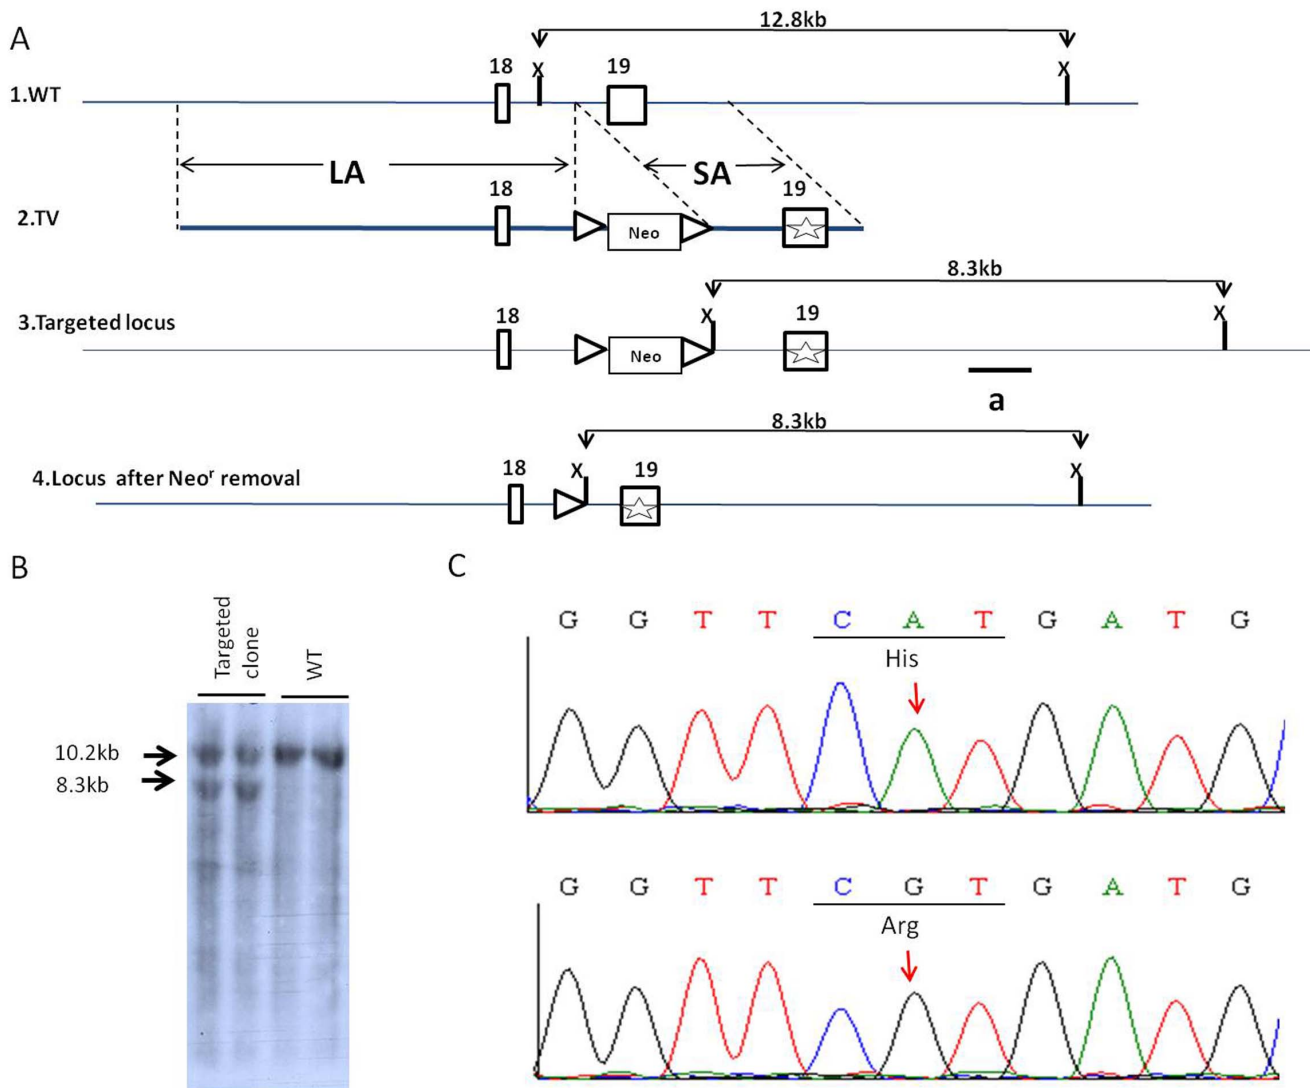 A
12.8kb
18
X
19
X
1.WT
LA
SA
18
19
2.TV
Neo
8.3kb
3.Targeted locus
18
X
19
X
Neo
a
8.3kb
4.Locus after Neoʳ removal
18
X
19
X
B
Targeted
clone
WT
10.2kb
8.3kb
C
G G T T C A T G A T G
His
G G T T C G T G A T G
Arg